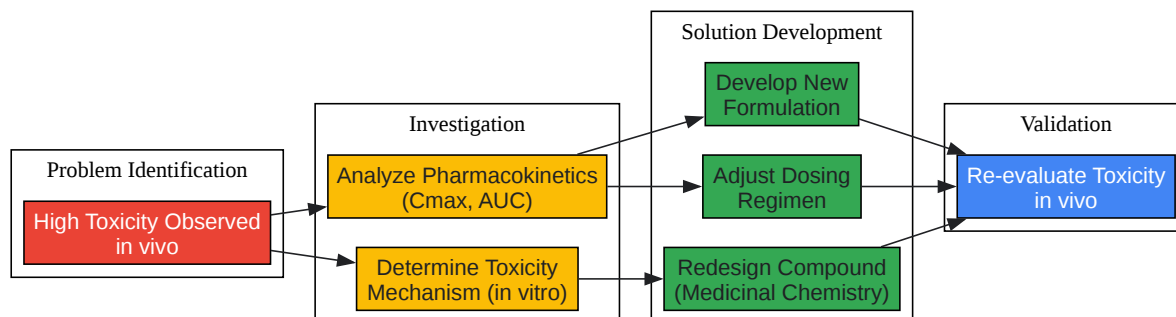 Problem Identification
High Toxicity Observed
in vivo
Investigation
Analyze Pharmacokinetics
(Cmax, AUC)
Determine Toxicity
Mechanism (in vitro)
Solution Development
Develop New
Formulation
Adjust Dosing
Regimen
Redesign Compound
(Medicinal Chemistry)
Validation
Re-evaluate Toxicity
in vivo